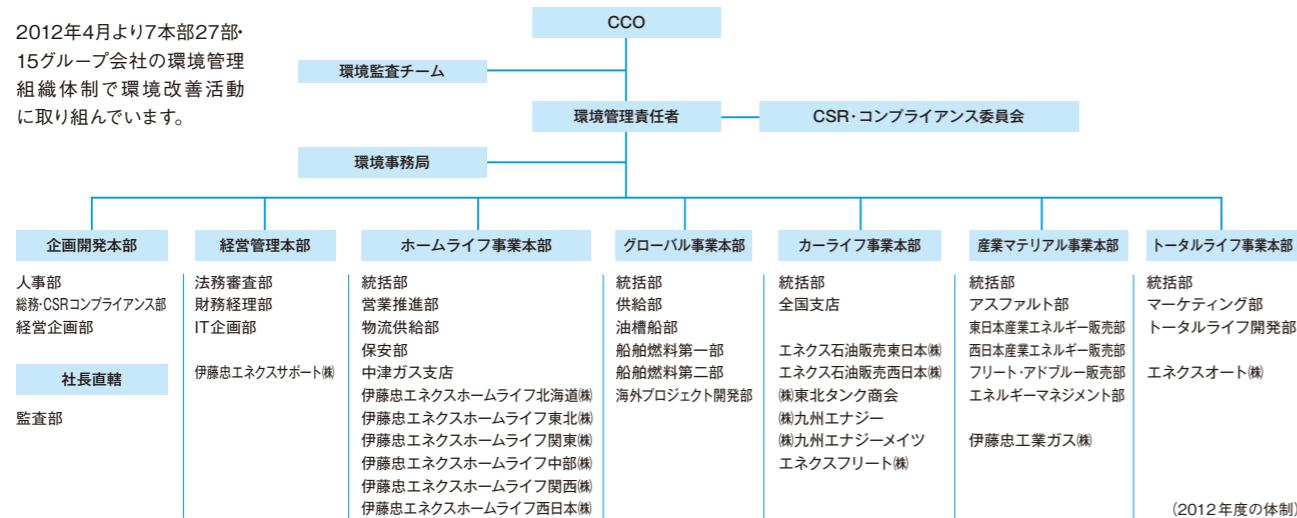 2012年4月より7本部27部・
15グループ会社の環境管理
組織体制で環境改善活動
に取り組んでいます。
CCO
環境監査チーム
環境管理責任者
CSR・コンプライアンス委員会
環境事務局
企画開発本部
人事部
総務・CSRコンプライアンス部
経営企画部
社長直轄
監査部
経営管理本部
法務審査部
財務経理部
IT企画部
伊藤忠エネクスサポート㈱
ホームライフ事業本部
統括部
営業推進部
物流供給部
保安部
中津ガス支店
伊藤忠エネクスホームライフ北海道㈱
伊藤忠エネクスホームライフ東北㈱
伊藤忠エネクスホームライフ関東㈱
伊藤忠エネクスホームライフ中部㈱
伊藤忠エネクスホームライフ関西㈱
伊藤忠エネクスホームライフ西日本㈱
グローバル事業本部
統括部
供給部
油槽船部
船舶燃料第一部
船舶燃料第二部
海外プロジェクト開発部
カーライフ事業本部
統括部
全国支店
エネクス石油販売東日本㈱
エネクス石油販売西日本㈱
㈱東北タンク商会
㈱九州エナジー
㈱九州エナジーメイツ
エネクスフリート㈱
産業マテリアル事業本部
統括部
アスファルト部
東日本産業エネルギー販売部
西日本産業エネルギー販売部
フリート・アドブルー販売部
エネルギーマネジメント部
伊藤忠工業ガス㈱
トータルライフ事業本部
統括部
マーケティング部
トータルライフ開発部
エネクスオート㈱
(2012年度の体制)